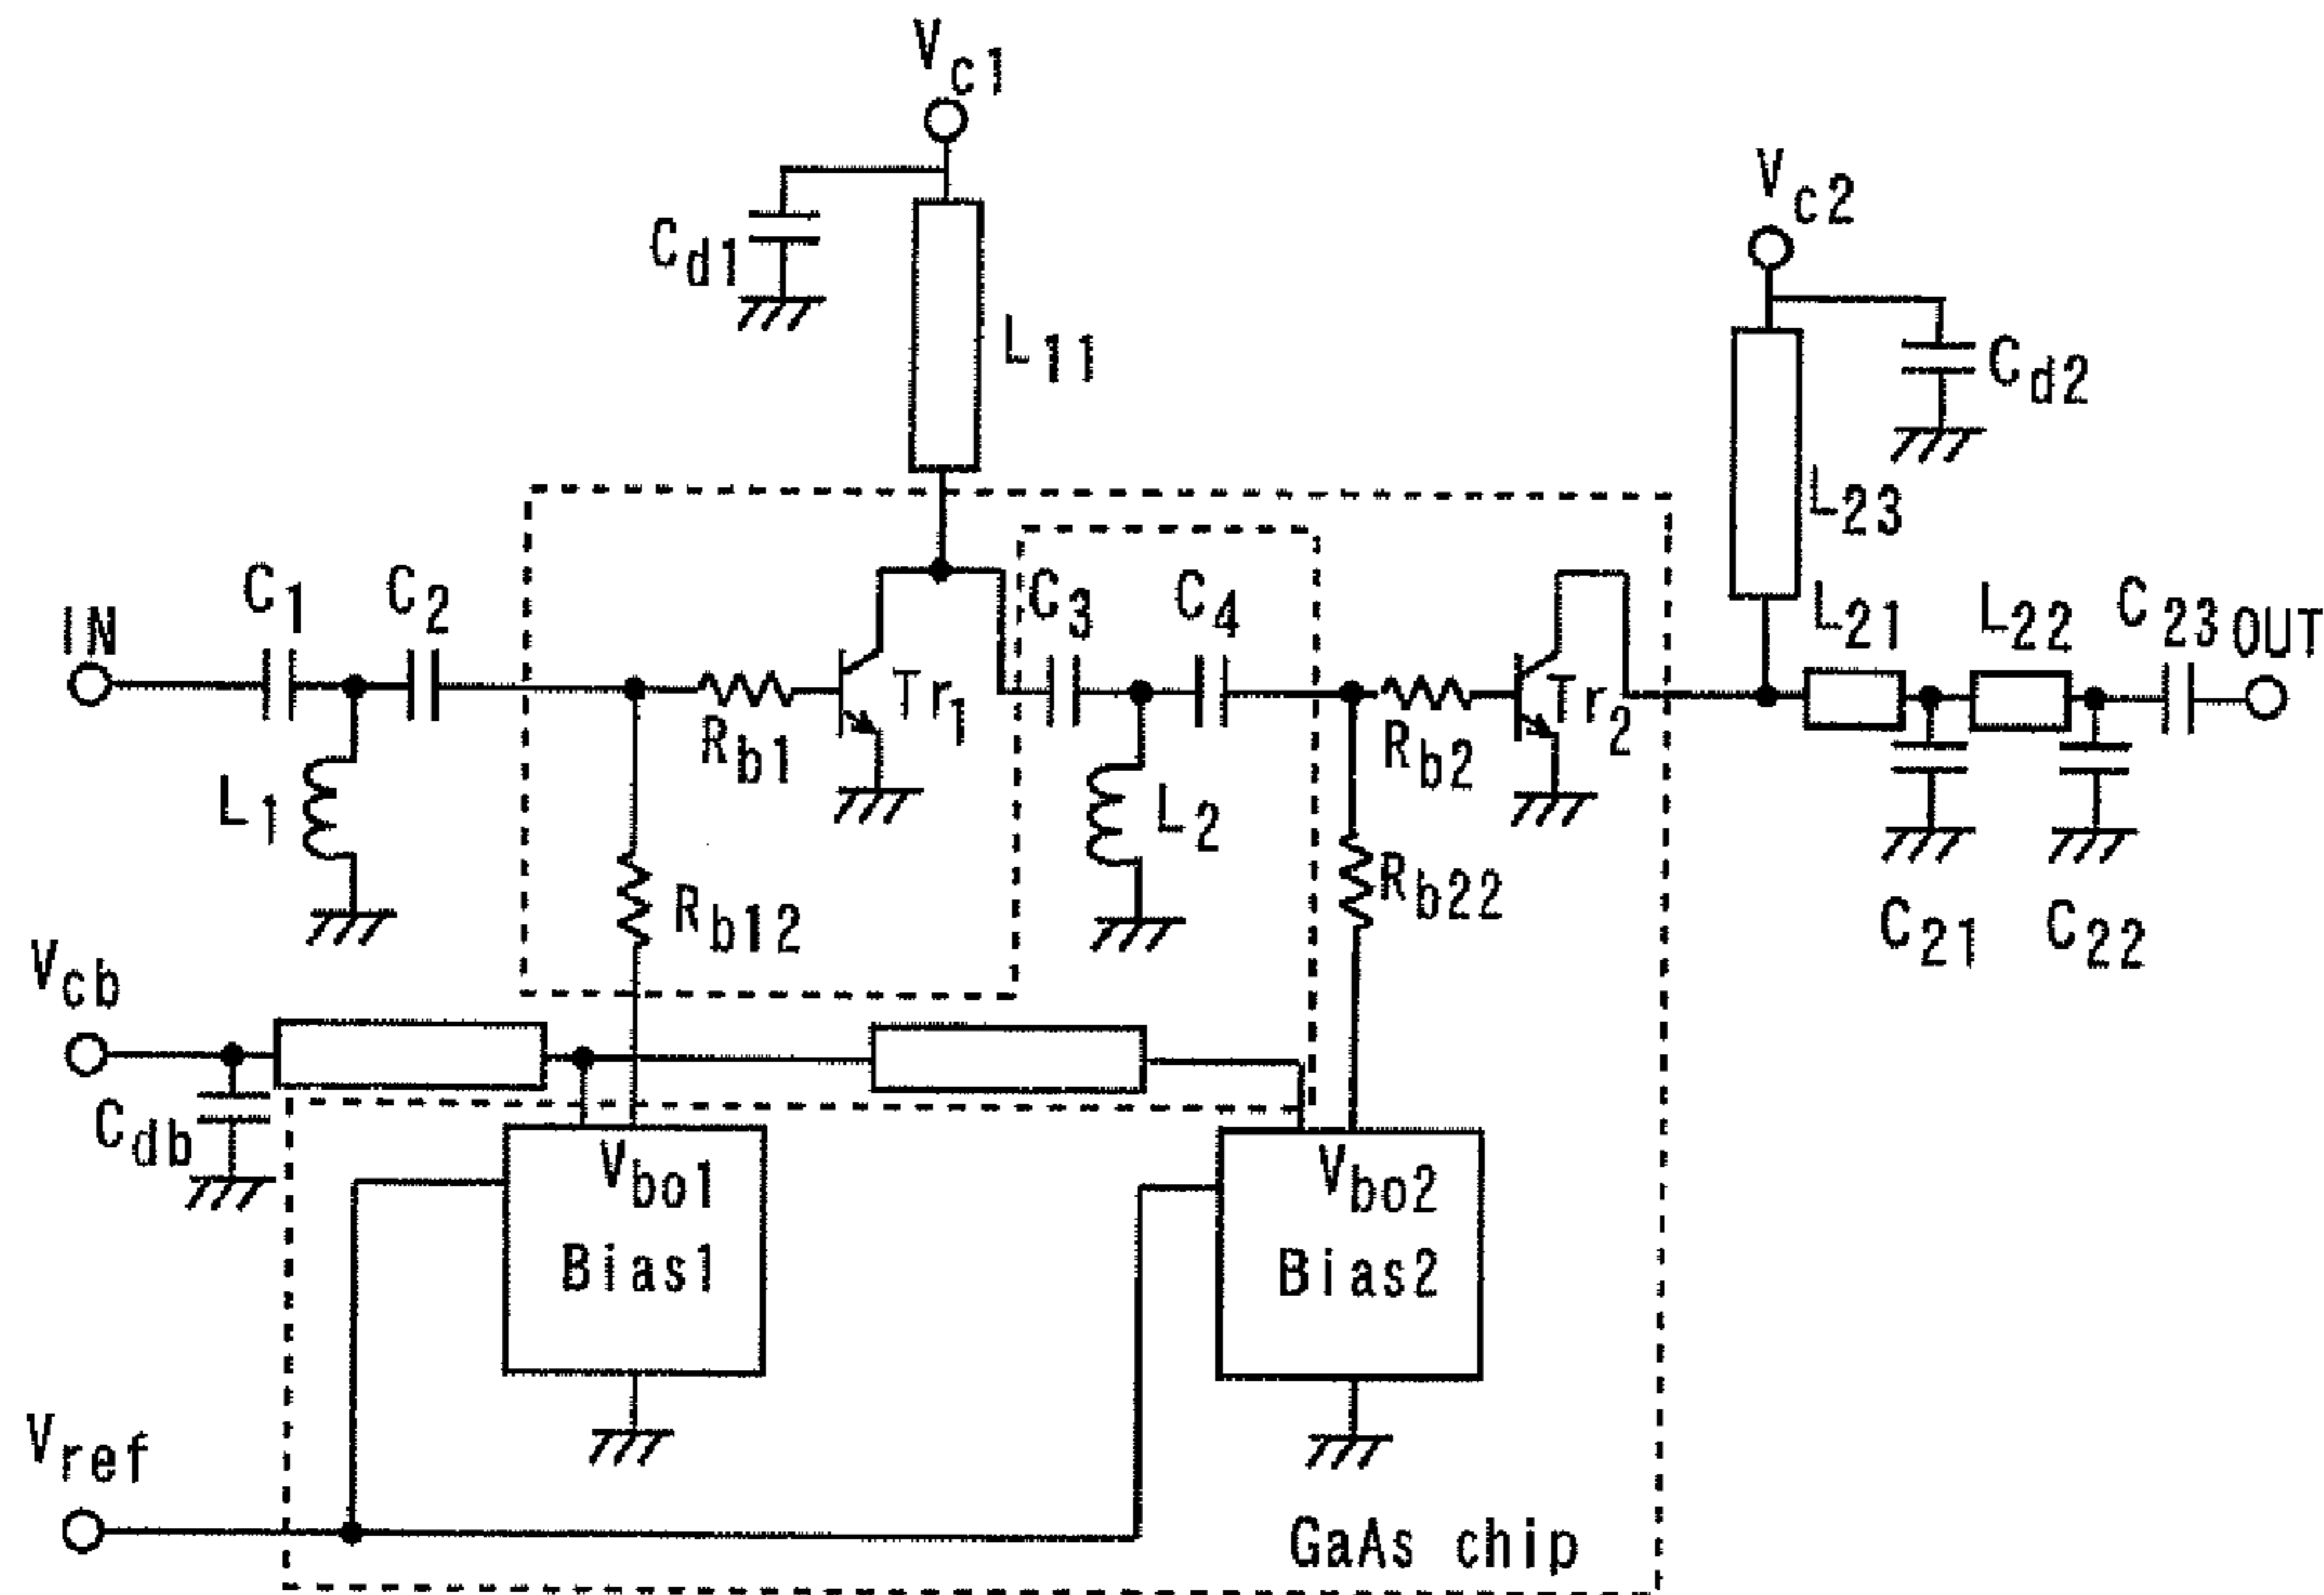 Vc1
Vc2
Cd1
L11
Cd2
L23
IN
C1
C2
C3
C4
L21
L22
C23
OUT
Tr1
Tr2
Rb1
Rb2
L1
L2
Rb12
Rb22
C21
C22
Vcb
Cdb
Vbo1
Bias1
Vbo2
Bias2
Vref
GaAs chip